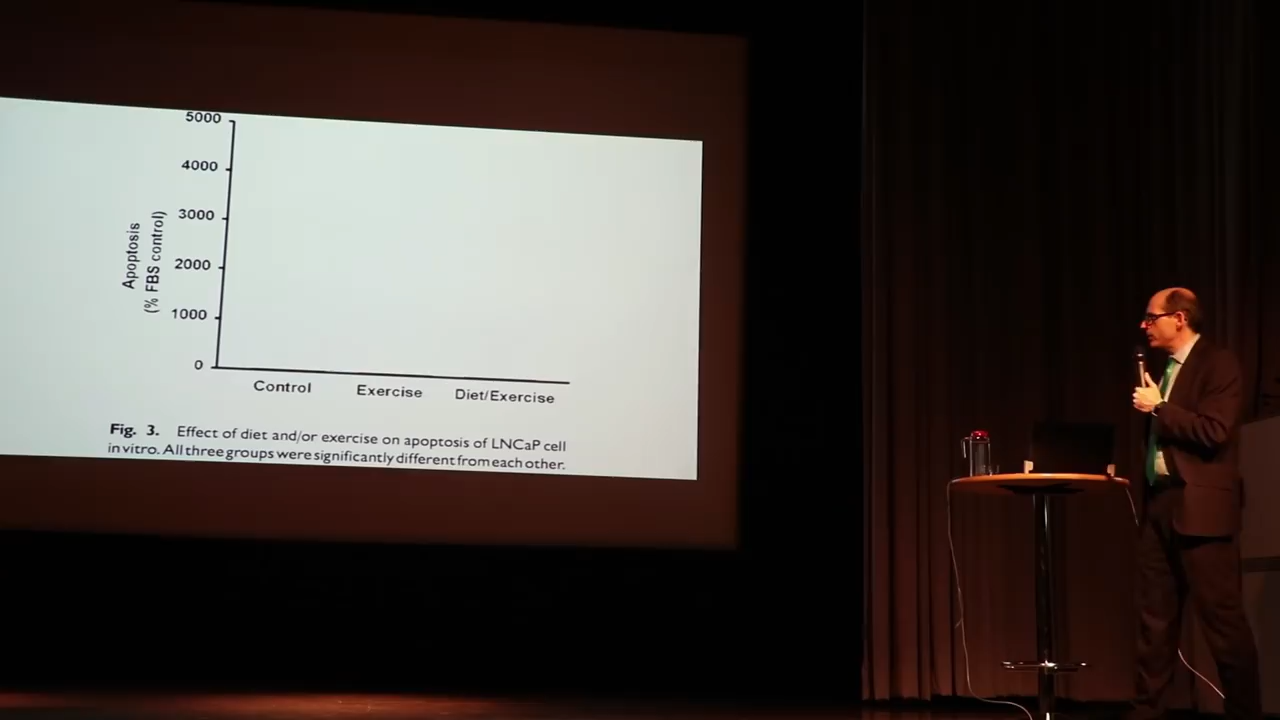 5000
4000
3000
2000
1000
0
Apoptosis
(% FBS control)
Control Exercise Diet/Exercise
Fig. 3. Effect of diet and/or exercise on apoptosis of LNCaP cell
in vitro. All three groups were significantly different from each other.